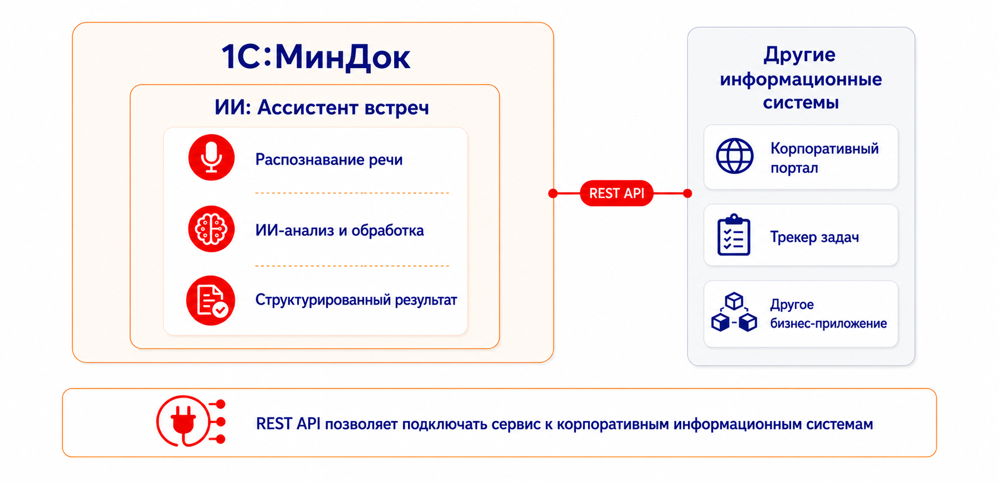 1С:МинДок
ИИ: Ассистент встреч
Распознавание речи
ИИ-анализ и обработка
Структурированный результат
REST API
Другие
информационные
системы
Корпоративный
портал
Трекер задач
Другое
бизнес-приложение
REST API позволяет подключать сервис к корпоративным информационным системам